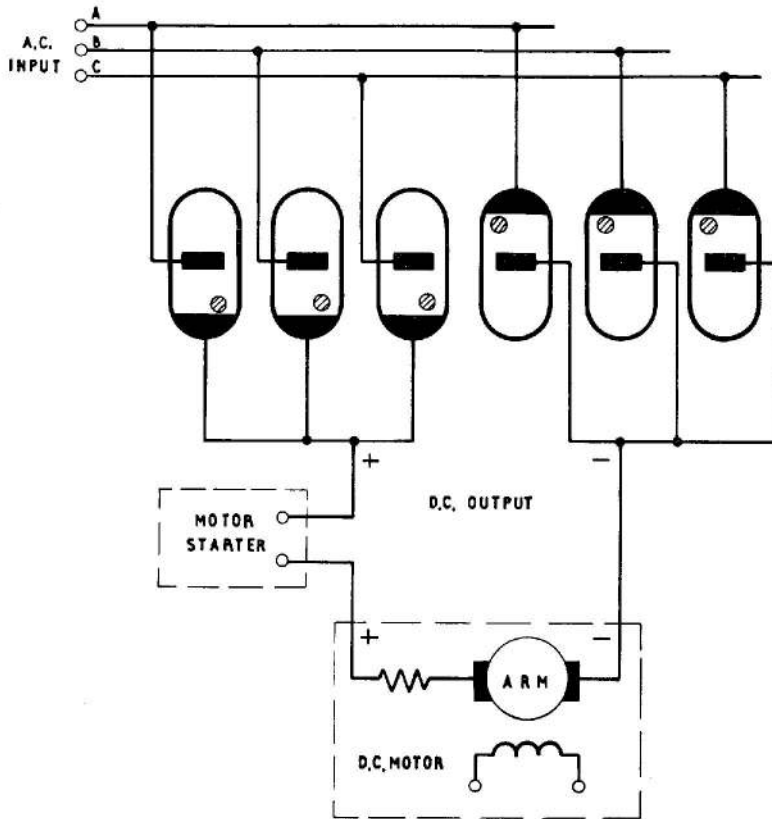 A
A.C.
B
INPUT
C
+
−
D.C. OUTPUT
MOTOR
STARTER
+
−
ARM
D.C. MOTOR